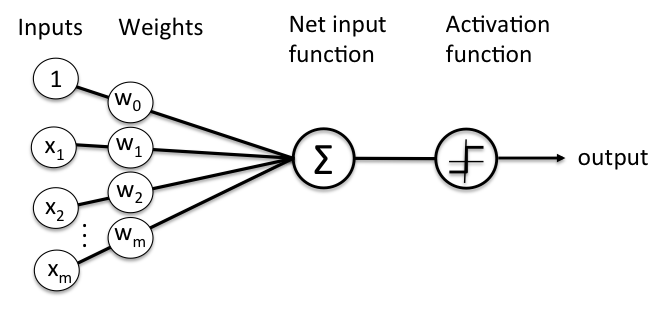 Inputs
Weights
Net input
function
Activation
function
1
w0
x1
w1
x2
w2
⋮
wm
xm
Σ
output